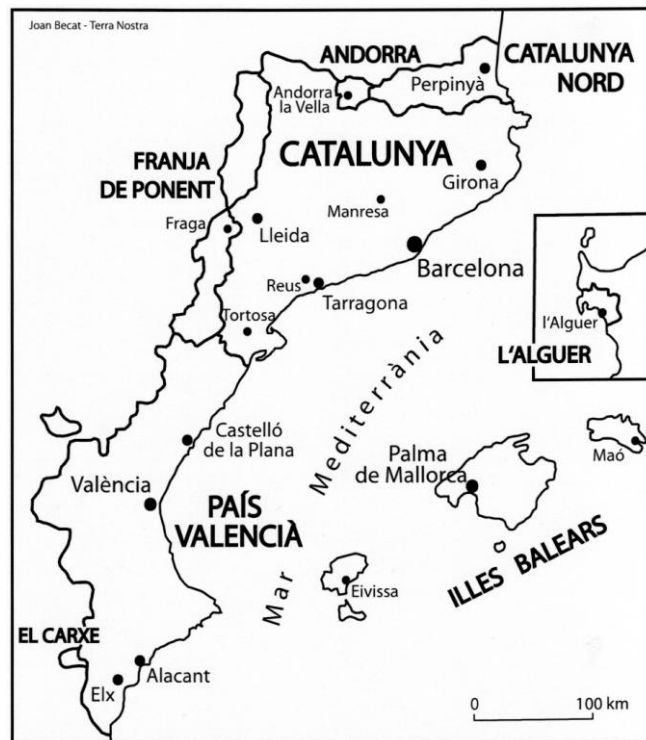 Joan Becat - Terra Nostra
ANDORRA
CATALUNYA
NORD
Andorra
la Vella
Perpinyà
FRANJA
DE PONENT
CATALUNYA
Girona
Manresa
Fraga
Lleida
Barcelona
Reus
Tarragona
Tortosa
l'Alguer
L'ALGUER
Mar Mediterrània
Castelló
de la Plana
Palma
de Mallorca
Maó
València
PAÍS
VALENCIÀ
ILLES BALEARS
Eivissa
EL CARXE
Alacant
Elx
0 100 km